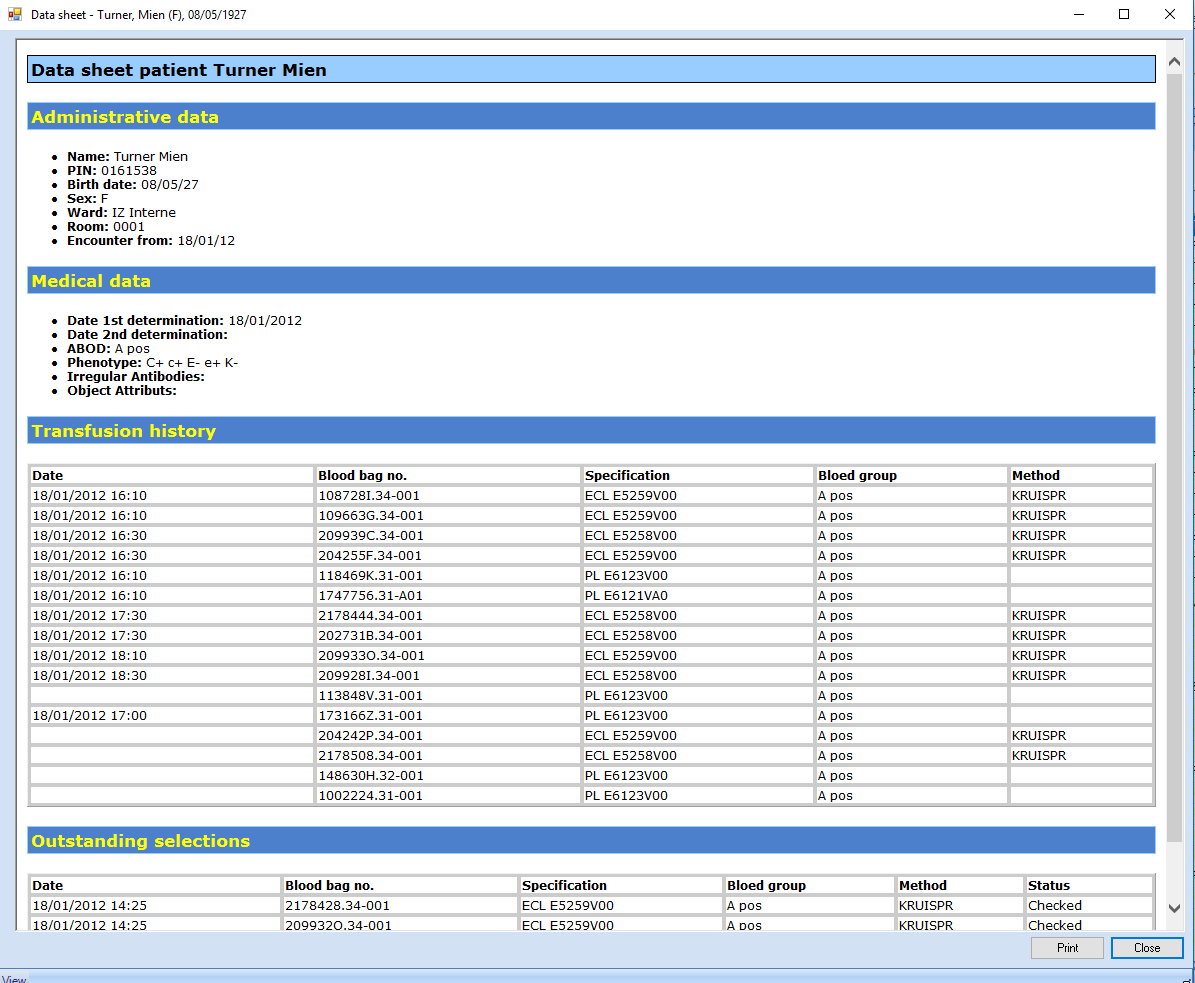 Data sheet - Turner, Mien (F), 08/05/1927
Data sheet patient Turner Mien
Administrative data
Name: Turner Mien
PIN: 0161538
Birth date: 08/05/27
Sex: F
Ward: IZ Interne
Room: 0001
Encounter from: 18/01/12
Medical data
Date 1st determination: 18/01/2012
Date 2nd determination:
ABOD: A pos
Phenotype: C+ c+ E- e+ K-
Irregular Antibodies:
Object Attributs:
Transfusion history
Date Blood bag no. Specification Bloed group Method
18/01/2012 16:10 108728I.34-001 ECL E5259V00 A pos KRUISPR
18/01/2012 16:10 109663G.34-001 ECL E5259V00 A pos KRUISPR
18/01/2012 16:30 209939C.34-001 ECL E5258V00 A pos KRUISPR
18/01/2012 16:30 204255F.34-001 ECL E5259V00 A pos KRUISPR
18/01/2012 16:10 118469K.31-001 PL E6123V00 A pos
18/01/2012 16:10 1747756.31-A01 PL E6121VA0 A pos
18/01/2012 17:30 2178444.34-001 ECL E5258V00 A pos KRUISPR
18/01/2012 17:30 202731B.34-001 ECL E5258V00 A pos KRUISPR
18/01/2012 18:10 209933O.34-001 ECL E5259V00 A pos KRUISPR
18/01/2012 18:30 209928I.34-001 ECL E5258V00 A pos KRUISPR
113848V.31-001 PL E6123V00 A pos
18/01/2012 17:00 173166Z.31-001 PL E6123V00 A pos
204242P.34-001 ECL E5259V00 A pos KRUISPR
2178508.34-001 ECL E5258V00 A pos KRUISPR
148630H.32-001 PL E6123V00 A pos
1002224.31-001 PL E6123V00 A pos
Outstanding selections
Date Blood bag no. Specification Bloed group Method Status
18/01/2012 14:25 2178428.34-001 ECL E5259V00 A pos KRUISPR Checked
18/01/2012 14:25 209932O.34-001 ECL E5259V00 A pos KRUISPR Checked
Print Close
View